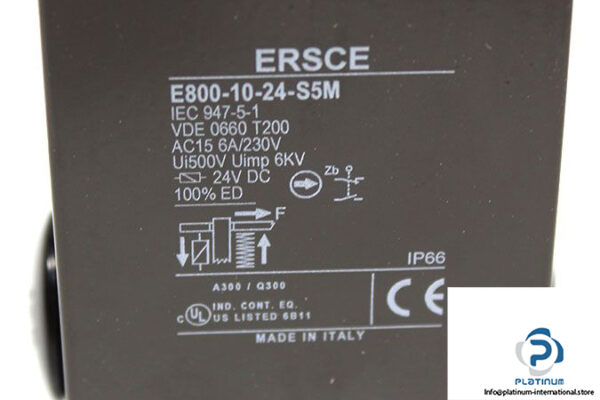 ERSCE
E800-10-24-S5M
IEC 947-5-1
VDE 0660 T200
AC15 6A/230V
Ui500V Uimp 6KV
24V DC
100% ED
Zb
F
IP66
A300 / Q300
c UL US IND. CONT. EQ.
LISTED 6B11
CE
MADE IN ITALY
PLATINUM
info@platinum-international.store